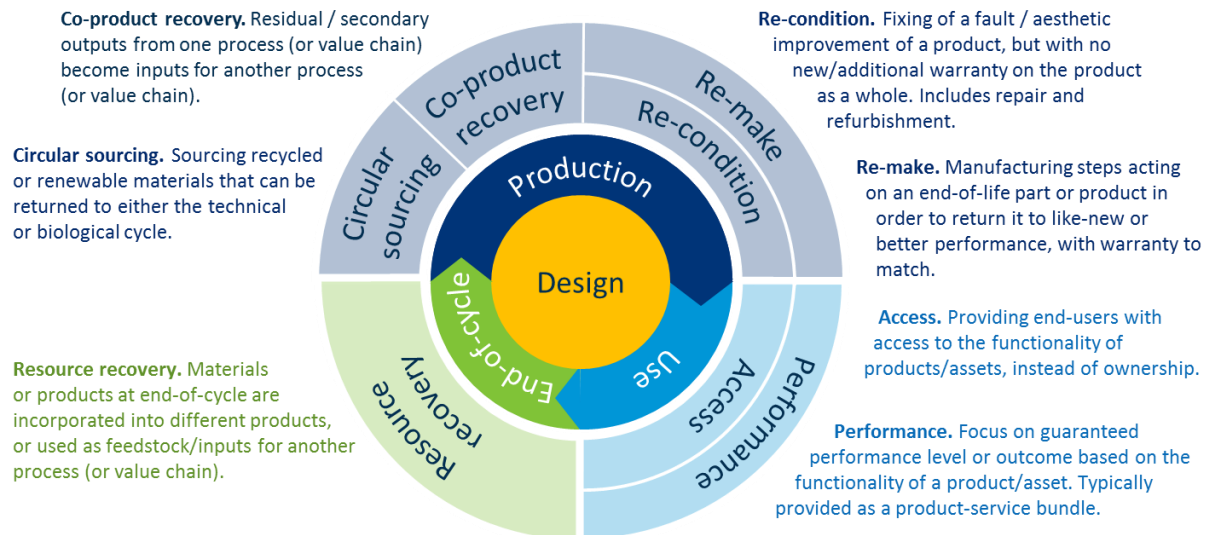 Co-product recovery. Residual / secondary
outputs from one process (or value chain)
become inputs for another process
(or value chain).
Circular sourcing. Sourcing recycled
or renewable materials that can be
returned to either the technical
or biological cycle.
Resource recovery. Materials
or products at end-of-cycle are
incorporated into different products,
or used as feedstock/inputs for another
process (or value chain).
Co-product
recovery
Circular
sourcing
Re-make
Re-condition
Production
Design
End-of-cycle
Use
Resource
recovery
Access
Performance
Re-condition. Fixing of a fault / aesthetic
improvement of a product, but with no
new/additional warranty on the product
as a whole. Includes repair and
refurbishment.
Re-make. Manufacturing steps acting
on an end-of-life part or product in
order to return it to like-new or
better performance, with warranty to
match.
Access. Providing end-users with
access to the functionality of
products/assets, instead of ownership.
Performance. Focus on guaranteed
performance level or outcome based on the
functionality of a product/asset. Typically
provided as a product-service bundle.